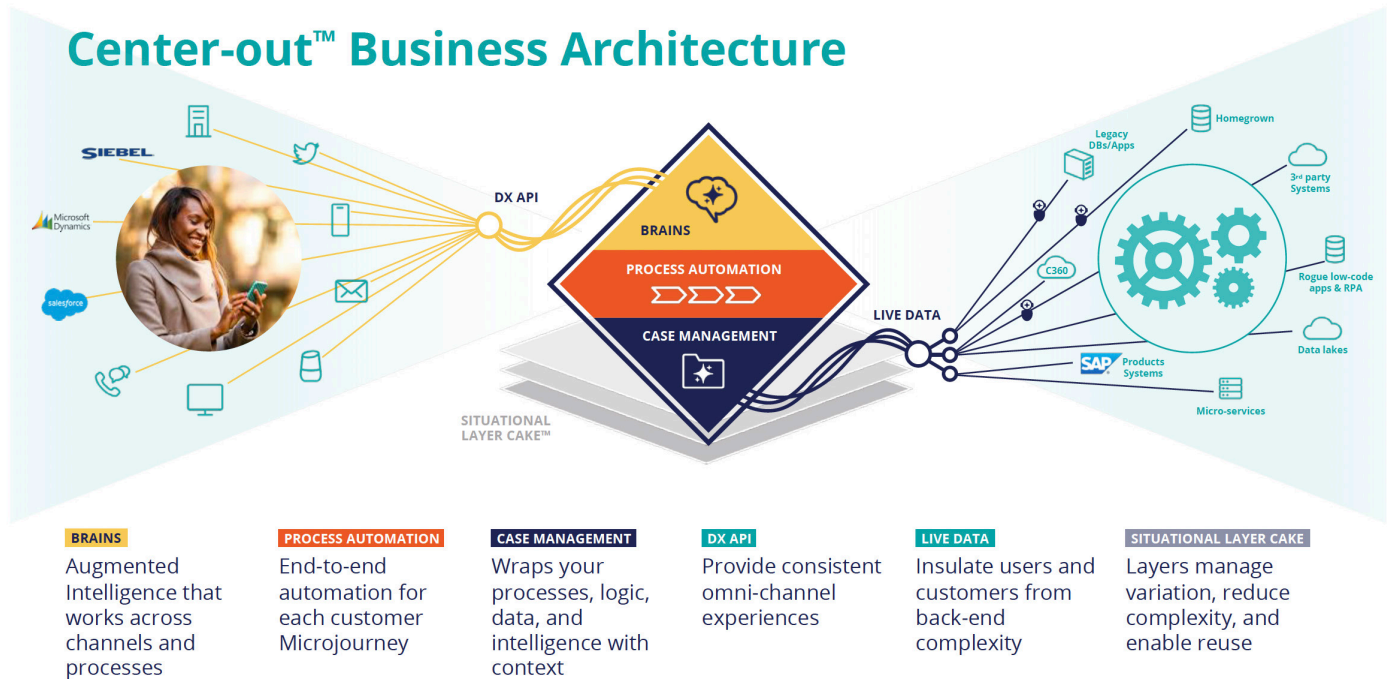 Center-out™ Business Architecture
SIEBEL
Microsoft
Dynamics
salesforce
DX API
BRAINS
PROCESS AUTOMATION
CASE MANAGEMENT
SITUATIONAL
LAYER CAKE™
LIVE DATA
Legacy
DBs/Apps
Homegrown
3rd party
Systems
C360
Rogue low-code
apps & RPA
Data lakes
SAP
Products
Systems
Micro-services
BRAINS
Augmented
Intelligence that
works across
channels and
processes
PROCESS AUTOMATION
End-to-end
automation for
each customer
Microjourney
CASE MANAGEMENT
Wraps your
processes, logic,
data, and
intelligence with
context
DX API
Provide consistent
omni-channel
experiences
LIVE DATA
Insulate users and
customers from
back-end
complexity
SITUATIONAL LAYER CAKE
Layers manage
variation, reduce
complexity, and
enable reuse